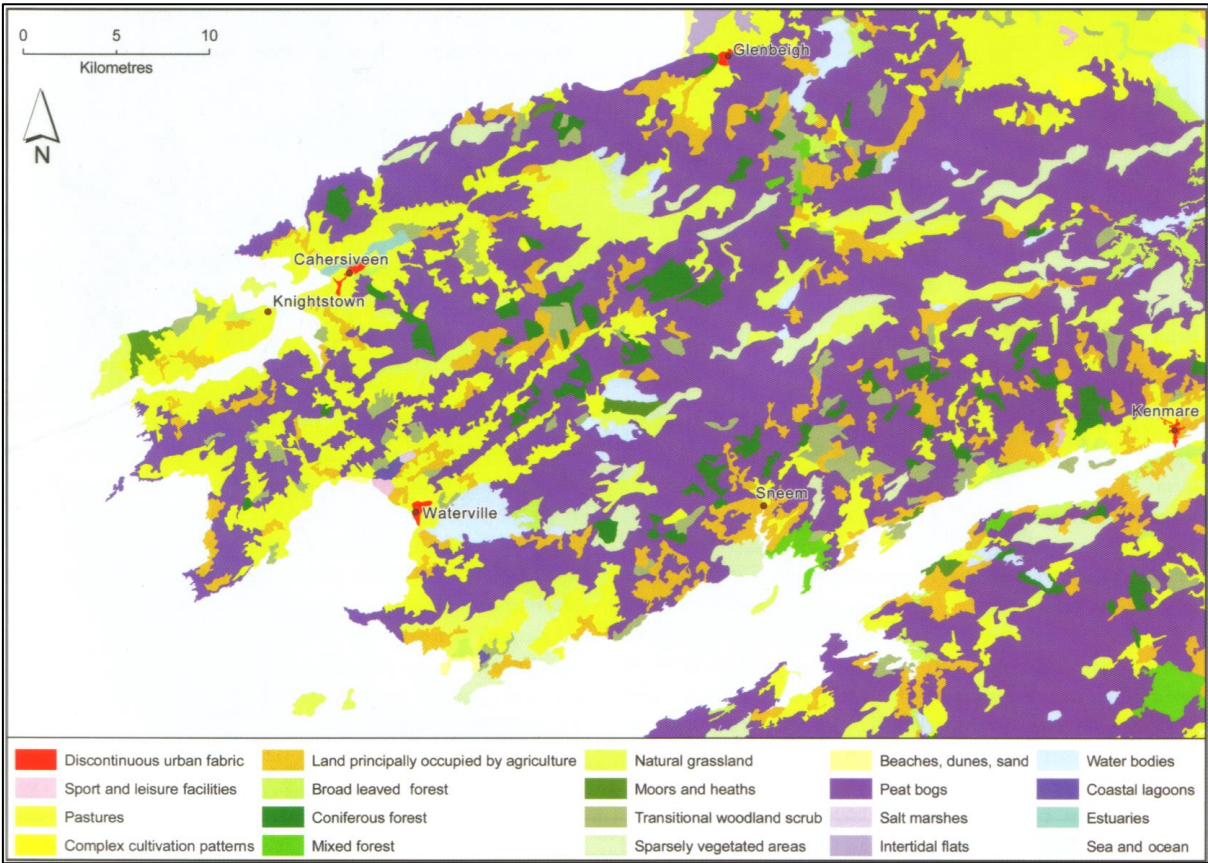 0 5 10
Kilometres
N
Glenbeigh
Cahersiveen
Knightstown
Kenmare
Sneem
Waterville
Discontinuous urban fabric
Sport and leisure facilities
Pastures
Complex cultivation patterns
Land principally occupied by agriculture
Broad leaved forest
Coniferous forest
Mixed forest
Natural grassland
Moors and heaths
Transitional woodland scrub
Sparsely vegetated areas
Beaches, dunes, sand
Peat bogs
Salt marshes
Intertidal flats
Water bodies
Coastal lagoons
Estuaries
Sea and ocean